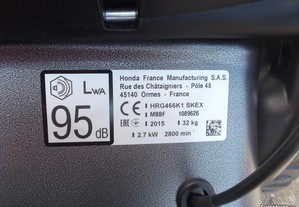 LWA
95 dB
Honda France Manufacturing S.A.S.
Rue des Châtaigniers - Pôle 45
45140 Ormes - France
CE HRG466K1 SKEX
MBBF 1089626
EAC 2015 32 kg
2.7 kW 2800 min⁻